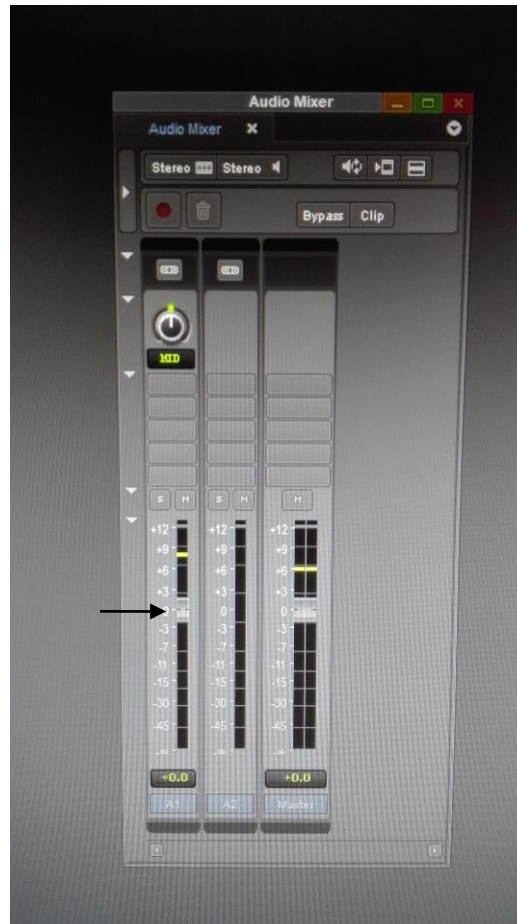 Audio Mixer
Audio Mixer
Stereo Stereo
Bypass Clip
MID
S M S M M
+12 +12 +12
+9 +9 +9
+6 +6 +6
+3 +3 +3
0 0 0
-3 -3 -3
-7 -7 -7
-11 -11 -11
-15 -15 -15
-30 -30 -30
-45 -45 -45
-∞ -∞ -∞
+0.0 +0.0
A1 A2 Master